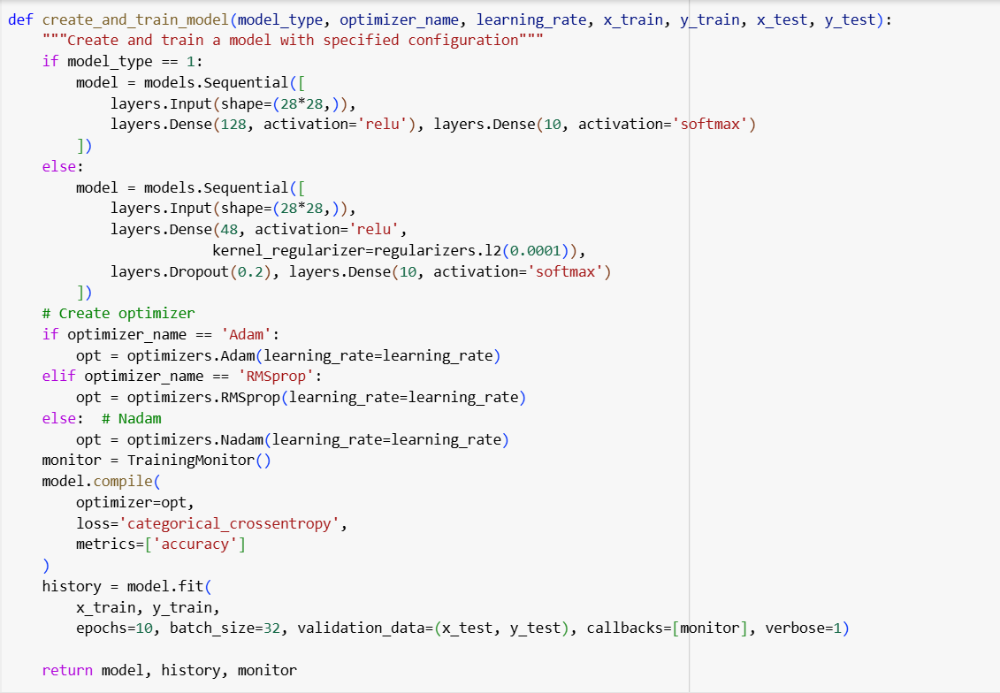 def create_and_train_model(model_type, optimizer_name, learning_rate, x_train, y_train, x_test, y_test):
    """Create and train a model with specified configuration"""
    if model_type == 1:
        model = models.Sequential([
            layers.Input(shape=(28*28,)),
            layers.Dense(128, activation='relu'), layers.Dense(10, activation='softmax')
        ])
    else:
        model = models.Sequential([
            layers.Input(shape=(28*28,)),
            layers.Dense(48, activation='relu',
                        kernel_regularizer=regularizers.l2(0.0001)),
            layers.Dropout(0.2), layers.Dense(10, activation='softmax')
        ])
    # Create optimizer
    if optimizer_name == 'Adam':
        opt = optimizers.Adam(learning_rate=learning_rate)
    elif optimizer_name == 'RMSprop':
        opt = optimizers.RMSprop(learning_rate=learning_rate)
    else:  # Nadam
        opt = optimizers.Nadam(learning_rate=learning_rate)
    monitor = TrainingMonitor()
    model.compile(
        optimizer=opt,
        loss='categorical_crossentropy',
        metrics=['accuracy']
    )
    history = model.fit(
        x_train, y_train,
        epochs=10, batch_size=32, validation_data=(x_test, y_test), callbacks=[monitor], verbose=1)

    return model, history, monitor